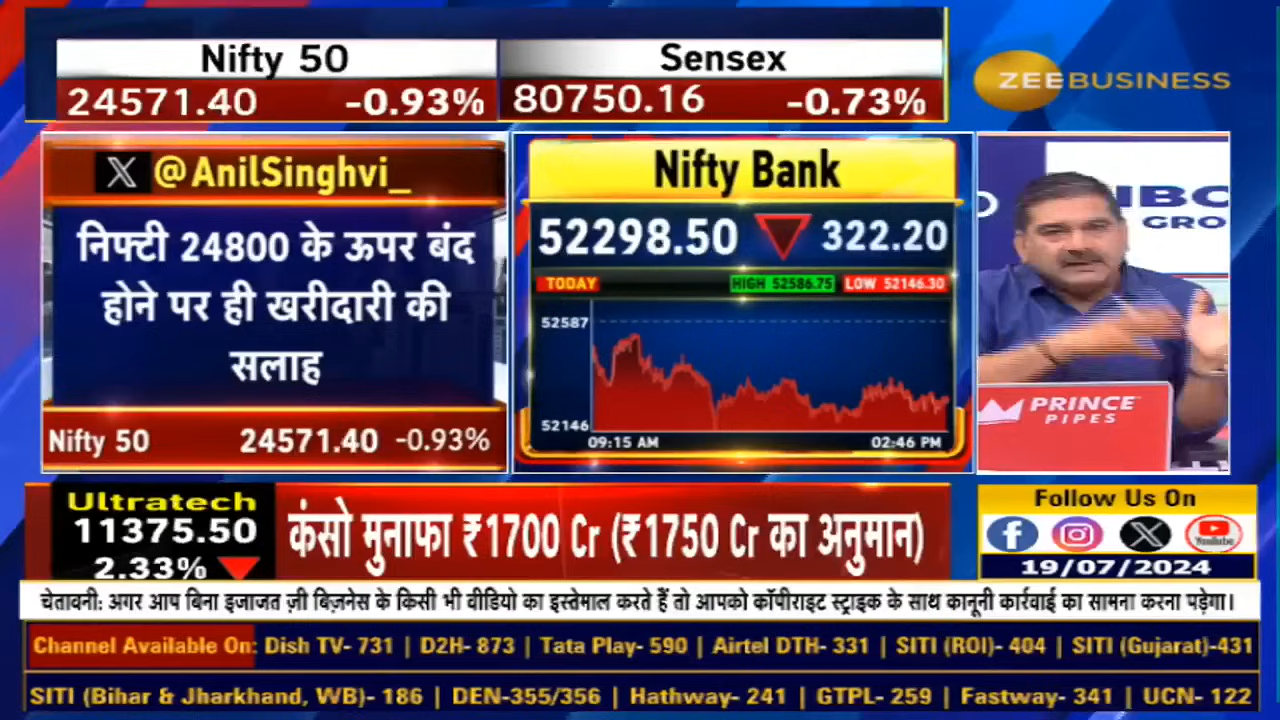 Nifty 50
24571.40 -0.93%
Sensex
80750.16 -0.73%
ZEEBUSINESS
X @AnilSinghvi_
निफ्टी 24800 के ऊपर बंद
होने पर ही खरीदारी की
सलाह
Nifty 50 24571.40 -0.93%
Nifty Bank
52298.50 322.20
TODAY HIGH 52586.75 LOW 52146.30
52587
52146
09:15 AM 02:46 PM
GRO
PRINCE
PIPES
Ultratech
11375.50
2.33%
कंसो मुनाफा ₹1700 Cr (₹1750 Cr का अनुमान)
Follow Us On
YouTube
19/07/2024
चेतावनी: अगर आप बिना इजाजत ज़ी बिज़नेस के किसी भी वीडियो का इस्तेमाल करते हैं तो आपको कॉपीराइट स्ट्राइक के साथ कानूनी कार्रवाई का सामना करना पड़ेगा।
Channel Available On: Dish TV- 731 | D2H- 873 | Tata Play- 590 | Airtel DTH- 331 | SITI (ROI)- 404 | SITI (Gujarat)-431
SITI (Bihar & Jharkhand, WB)- 186 | DEN-355/356 | Hathway- 241 | GTPL- 259 | Fastway- 341 | UCN- 122